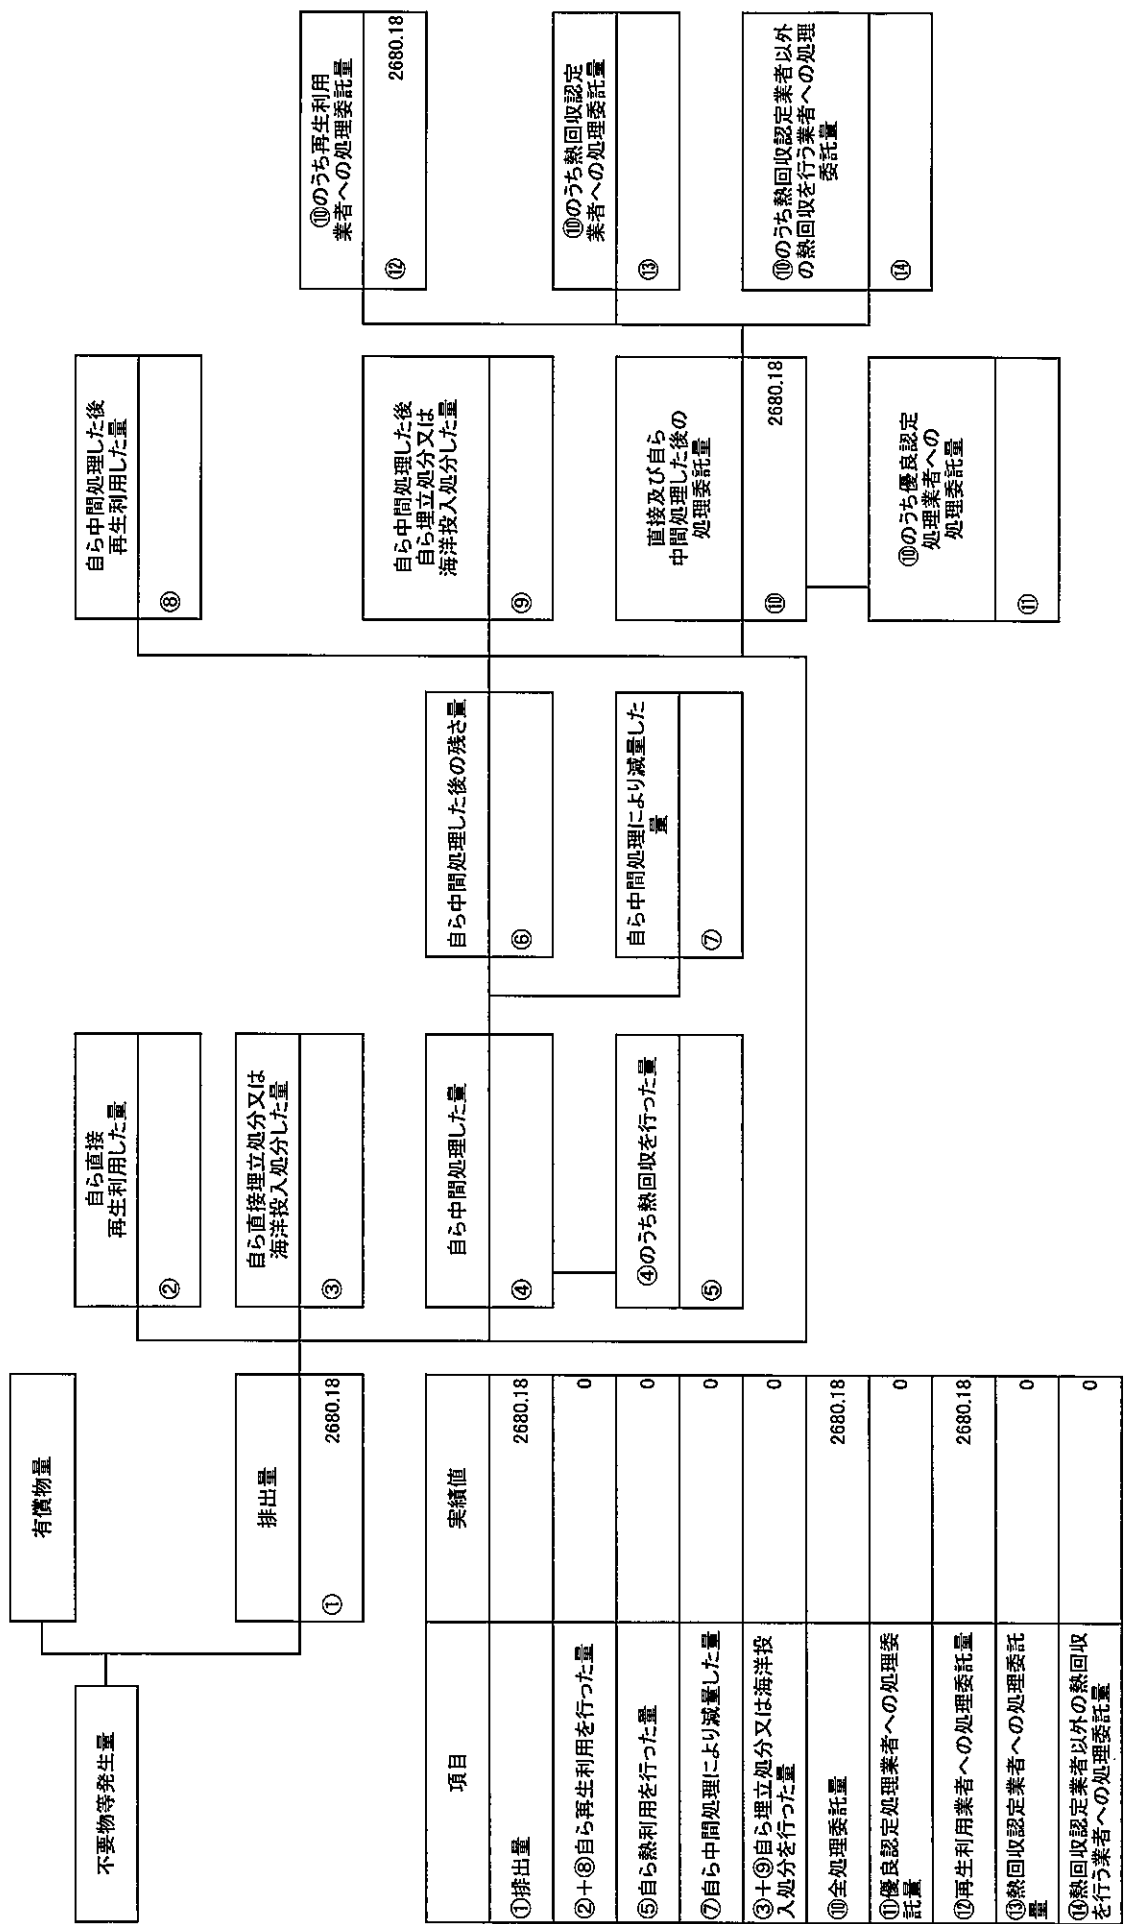 不要物等発生量
有償物量
排出量
①
2680.18
自ら直接
再生利用した量
②
自ら直接埋立処分又は
海洋投入処分した量
③
自ら中間処理した量
④
④のうち熱回収を行った量
⑤
自ら中間処理した後の残さ量
⑥
自ら中間処理により減量した
量
⑦
自ら中間処理した後
再生利用した量
⑧
自ら中間処理した後
自ら埋立処分又は
海洋投入処分した量
⑨
直接及び自ら
中間処理した後の
処理委託量
⑩
2680.18
⑩のうち優良認定
処理業者への
処理委託量
⑪
⑩のうち再生利用
業者への処理委託量
⑫
2680.18
⑩のうち熱回収認定
業者への処理委託量
⑬
⑩のうち熱回収認定業者以外
の熱回収を行う業者への処理
委託量
⑭
項目 実績値
①排出量 2680.18
②+⑧自ら再生利用を行った量 0
⑤自ら熱利用を行った量 0
⑦自ら中間処理により減量した量 0
③+⑨自ら埋立処分又は海洋投 0
入処分を行った量
⑩全処理委託量 2680.18
⑪優良認定処理業者への処理委 0
託量
⑫再生利用業者への処理委託量 2680.18
⑬熱回収認定業者への処理委託 0
量
⑭熱回収認定業者以外の熱回収 0
を行う業者への処理委託量